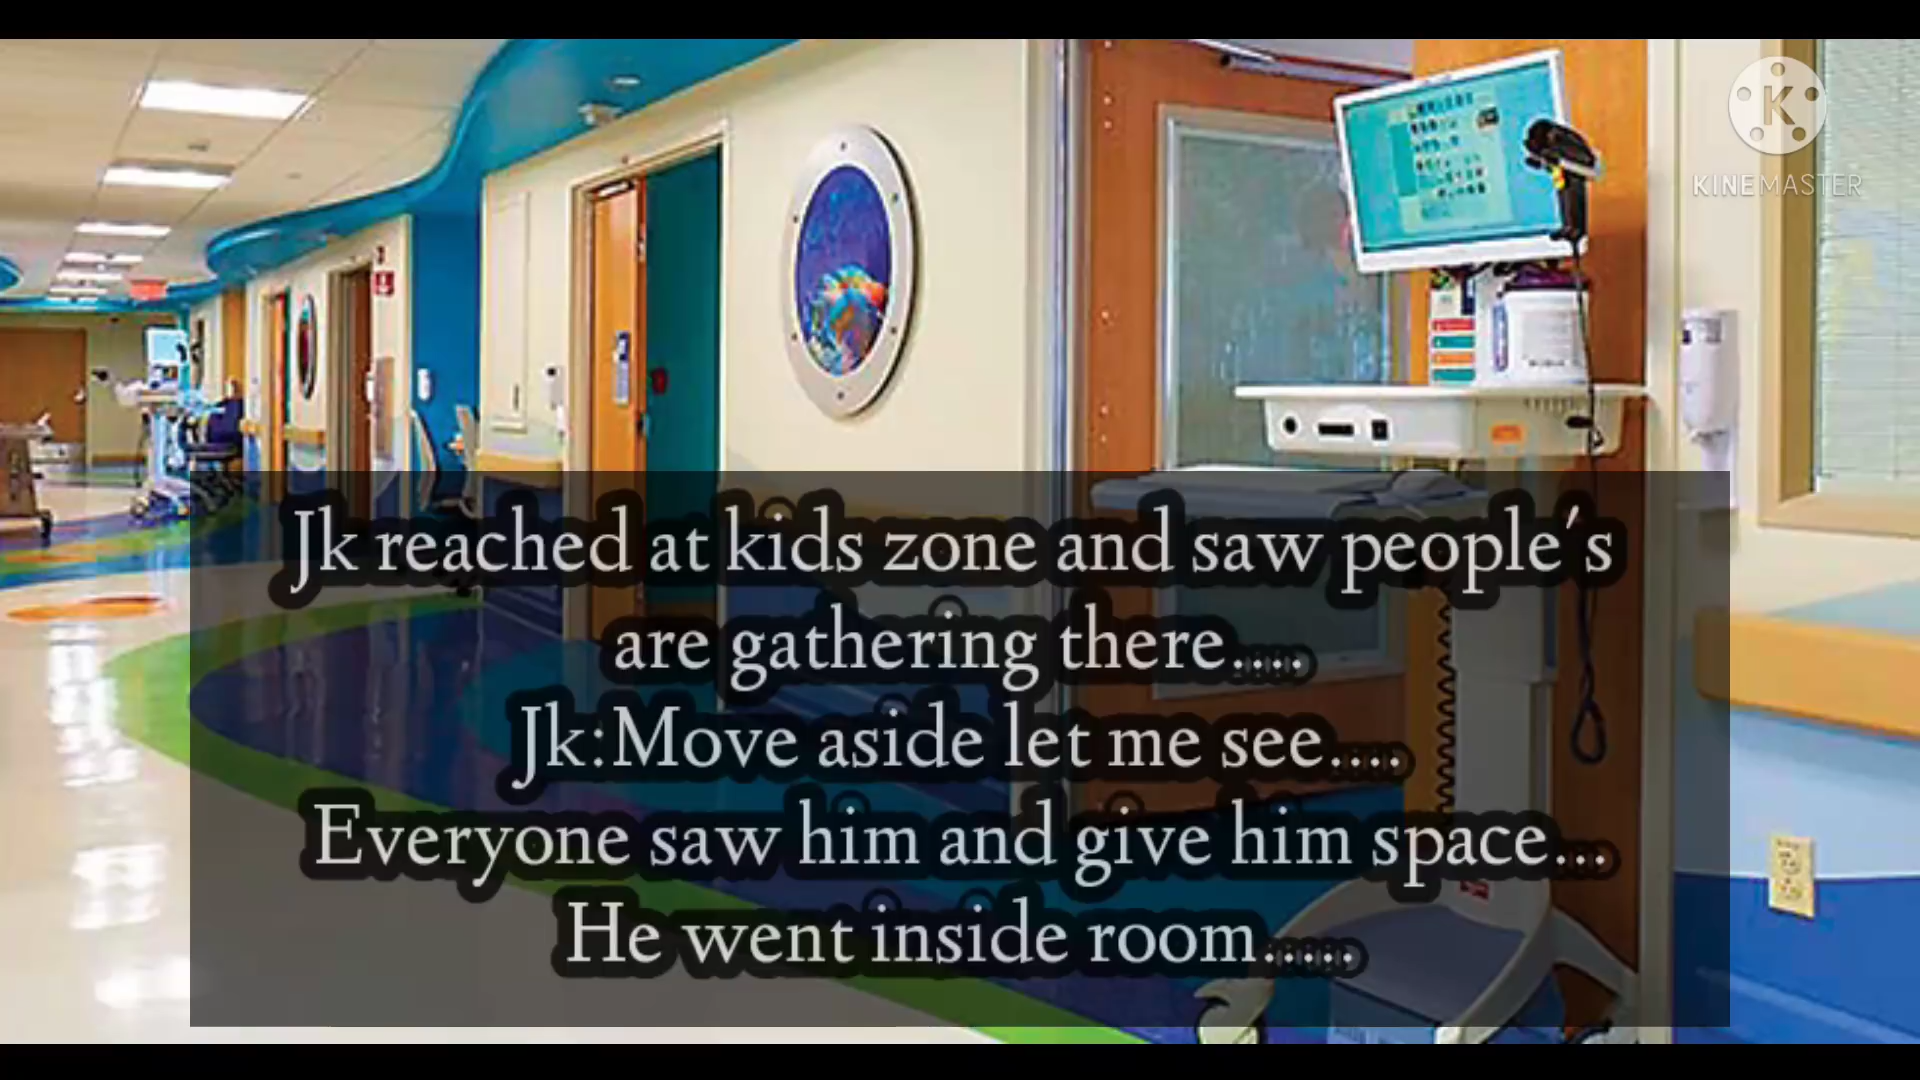 KINEMASTER
Jk reached at kids zone and saw people's
are gathering there.....
Jk:Move aside let me see....
Everyone saw him and give him space...
He went inside room......